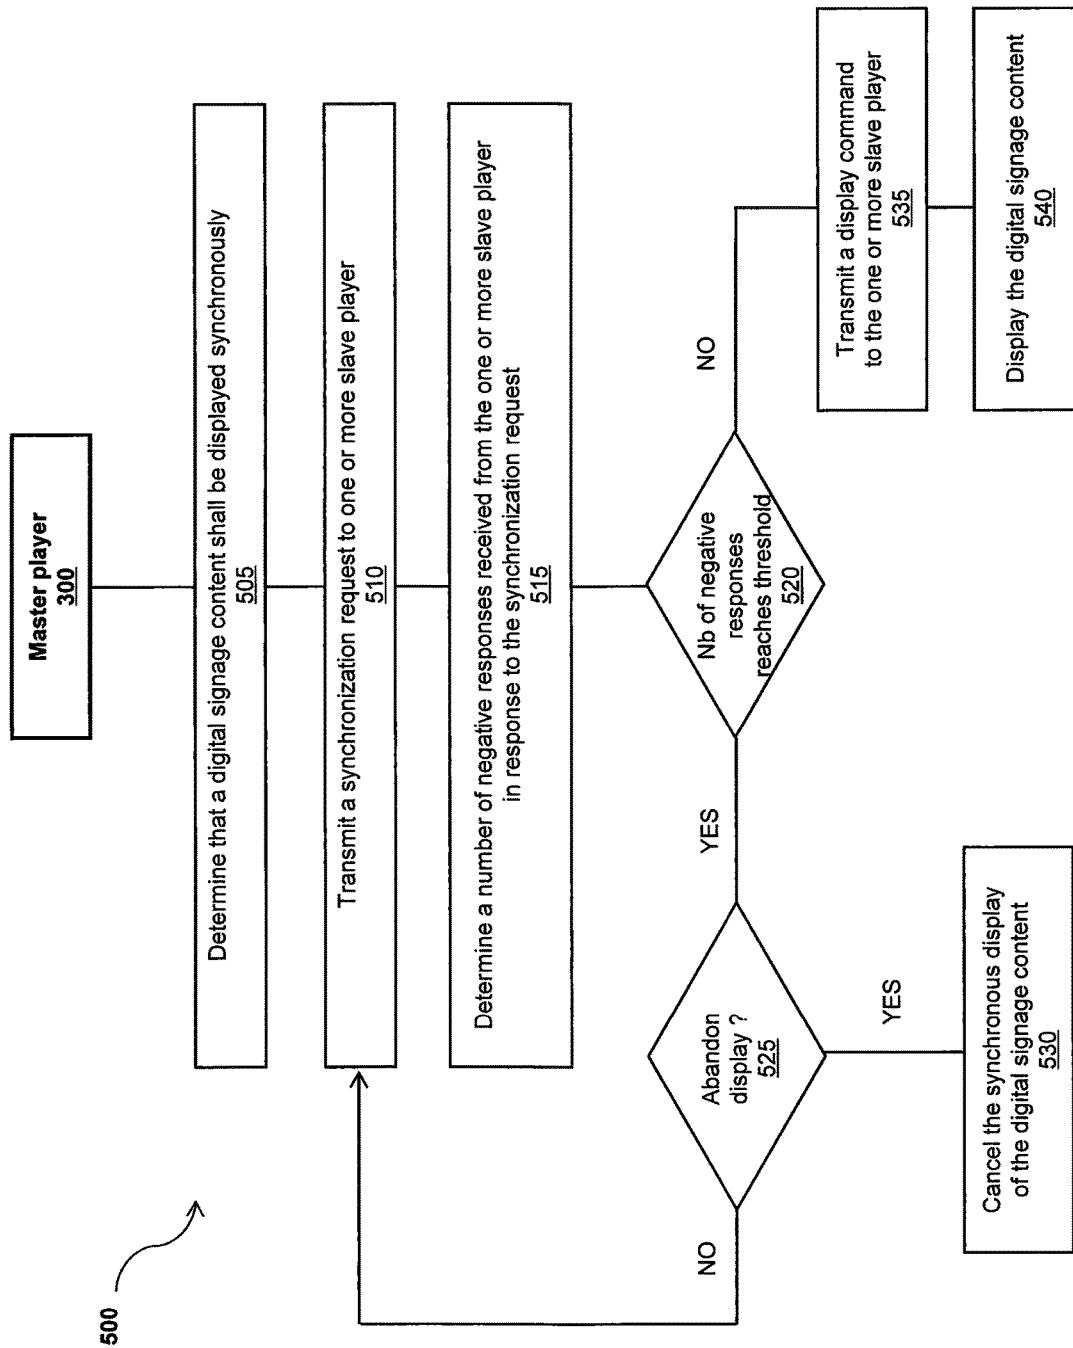 500
Master player
300
Determine that a digital signage content shall be displayed synchronously
505
Transmit a synchronization request to one or more slave player
510
Determine a number of negative responses received from the one or more slave player
in response to the synchronization request
515
Nb of negative
responses
reaches threshold
520
YES
NO
Abandon
display ?
525
NO
YES
Cancel the synchronous display
of the digital signage content
530
Transmit a display command
to the one or more slave player
535
Display the digital signage content
540